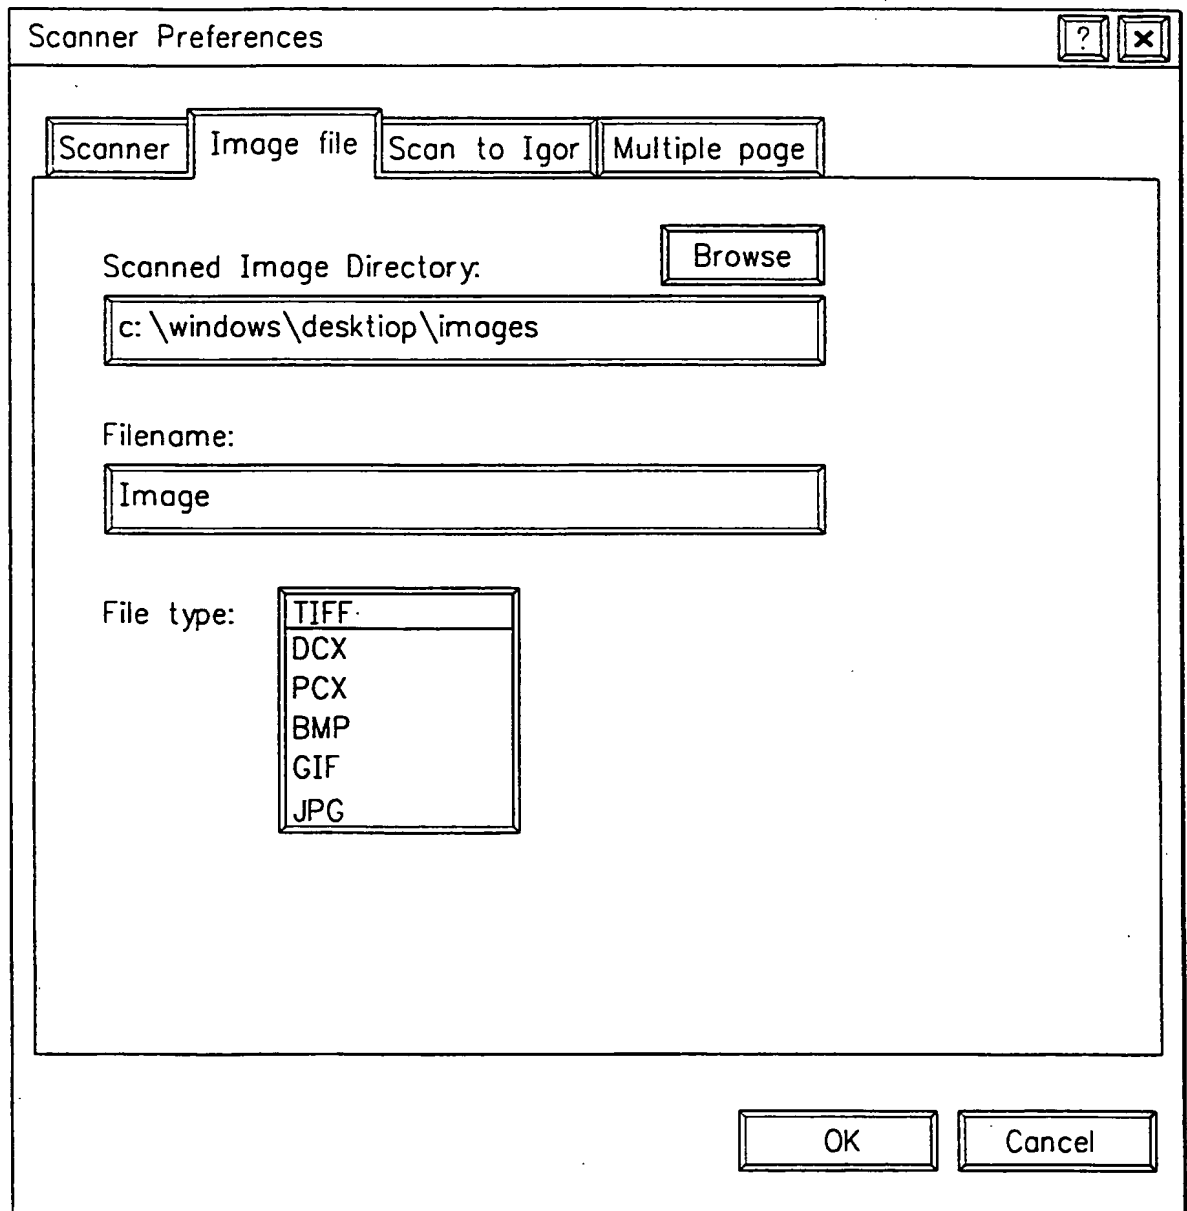 Scanner Preferences ? ×
Scanner Image file Scan to Igor Multiple page
Scanned Image Directory: Browse
c:\windows\desktiop\images
Filename:
Image
File type: TIFF
DCX
PCX
BMP
GIF
JPG
OK Cancel